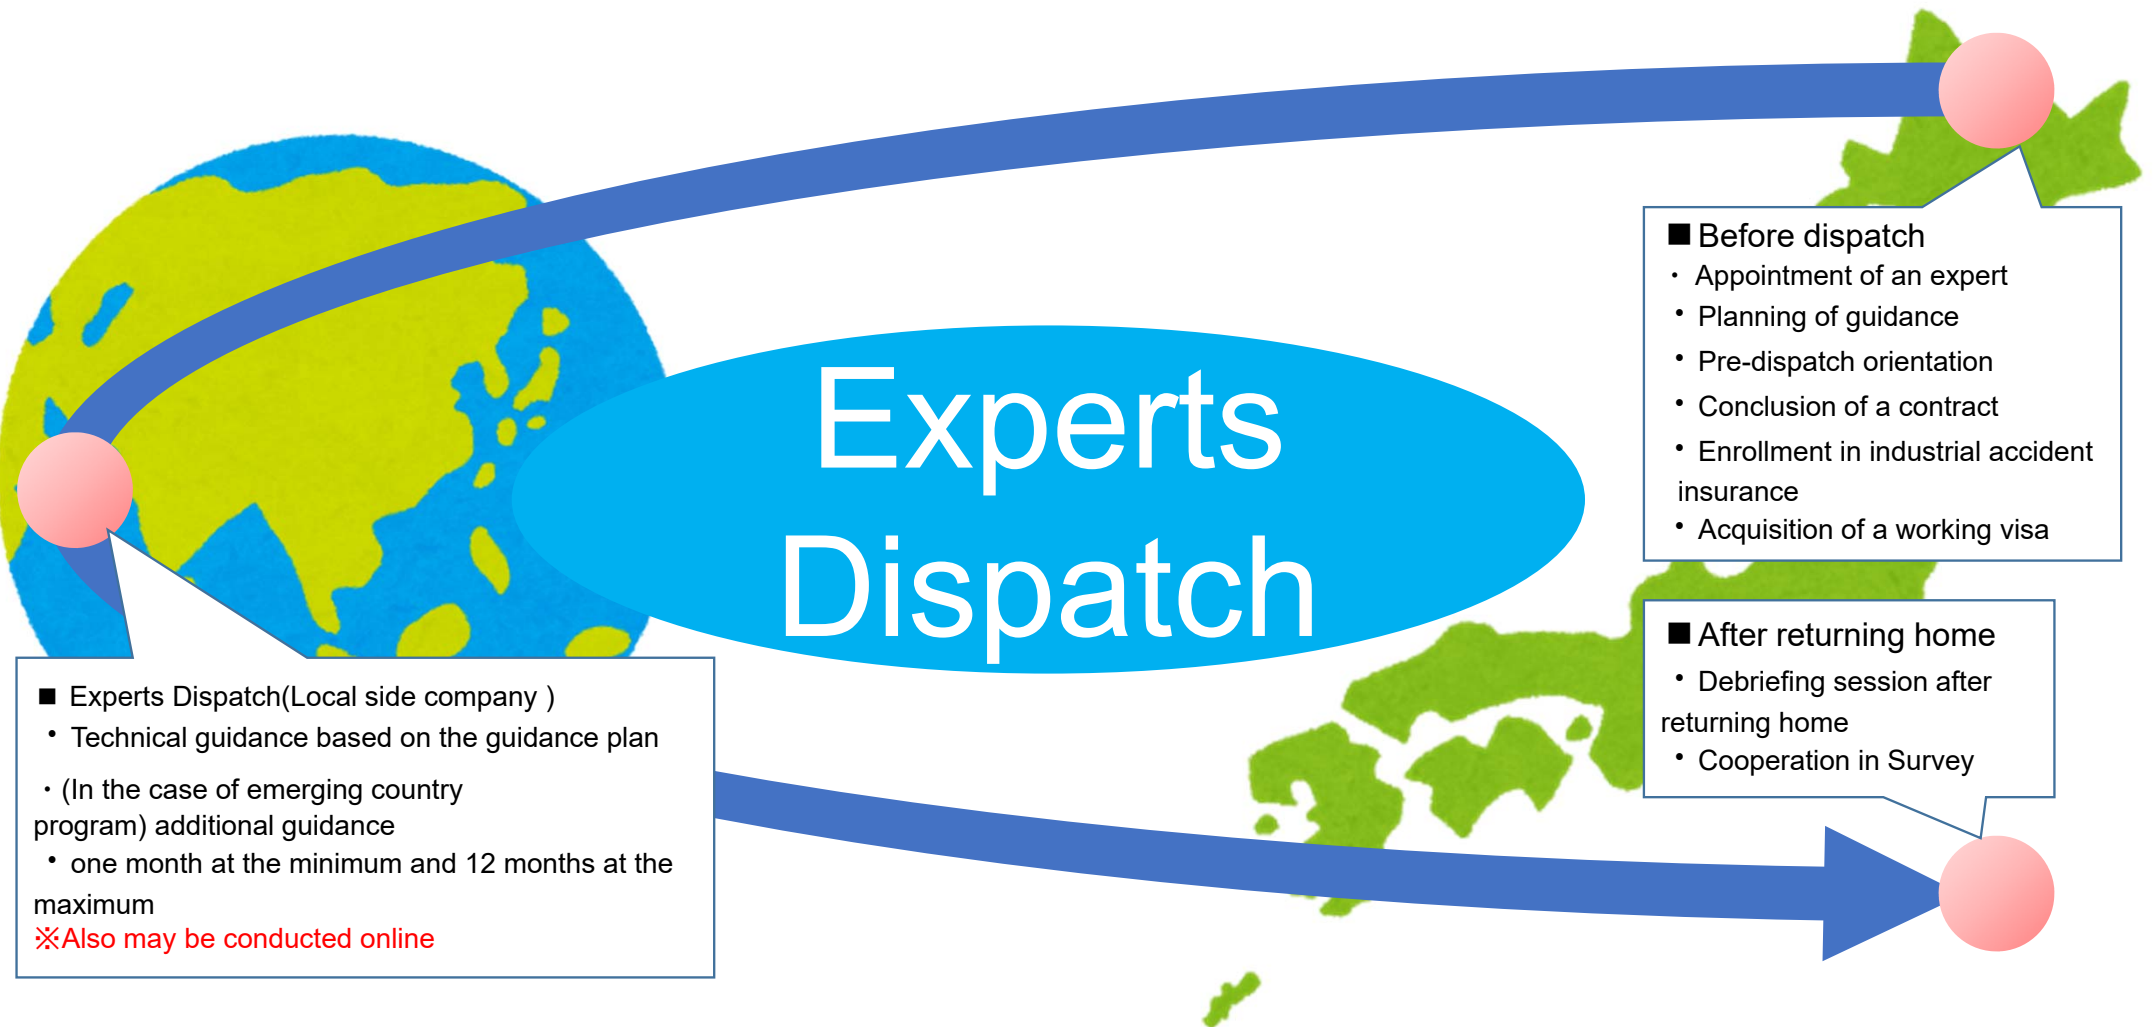 Experts
Dispatch
■ Before dispatch
・ Appointment of an expert
・ Planning of guidance
・ Pre-dispatch orientation
・ Conclusion of a contract
・ Enrollment in industrial accident
insurance
・ Acquisition of a working visa
■ Experts Dispatch(Local side company )
・ Technical guidance based on the guidance plan
・(In the case of emerging country
program) additional guidance
・ one month at the minimum and 12 months at the
maximum
※Also may be conducted online
■ After returning home
・ Debriefing session after
returning home
・ Cooperation in Survey